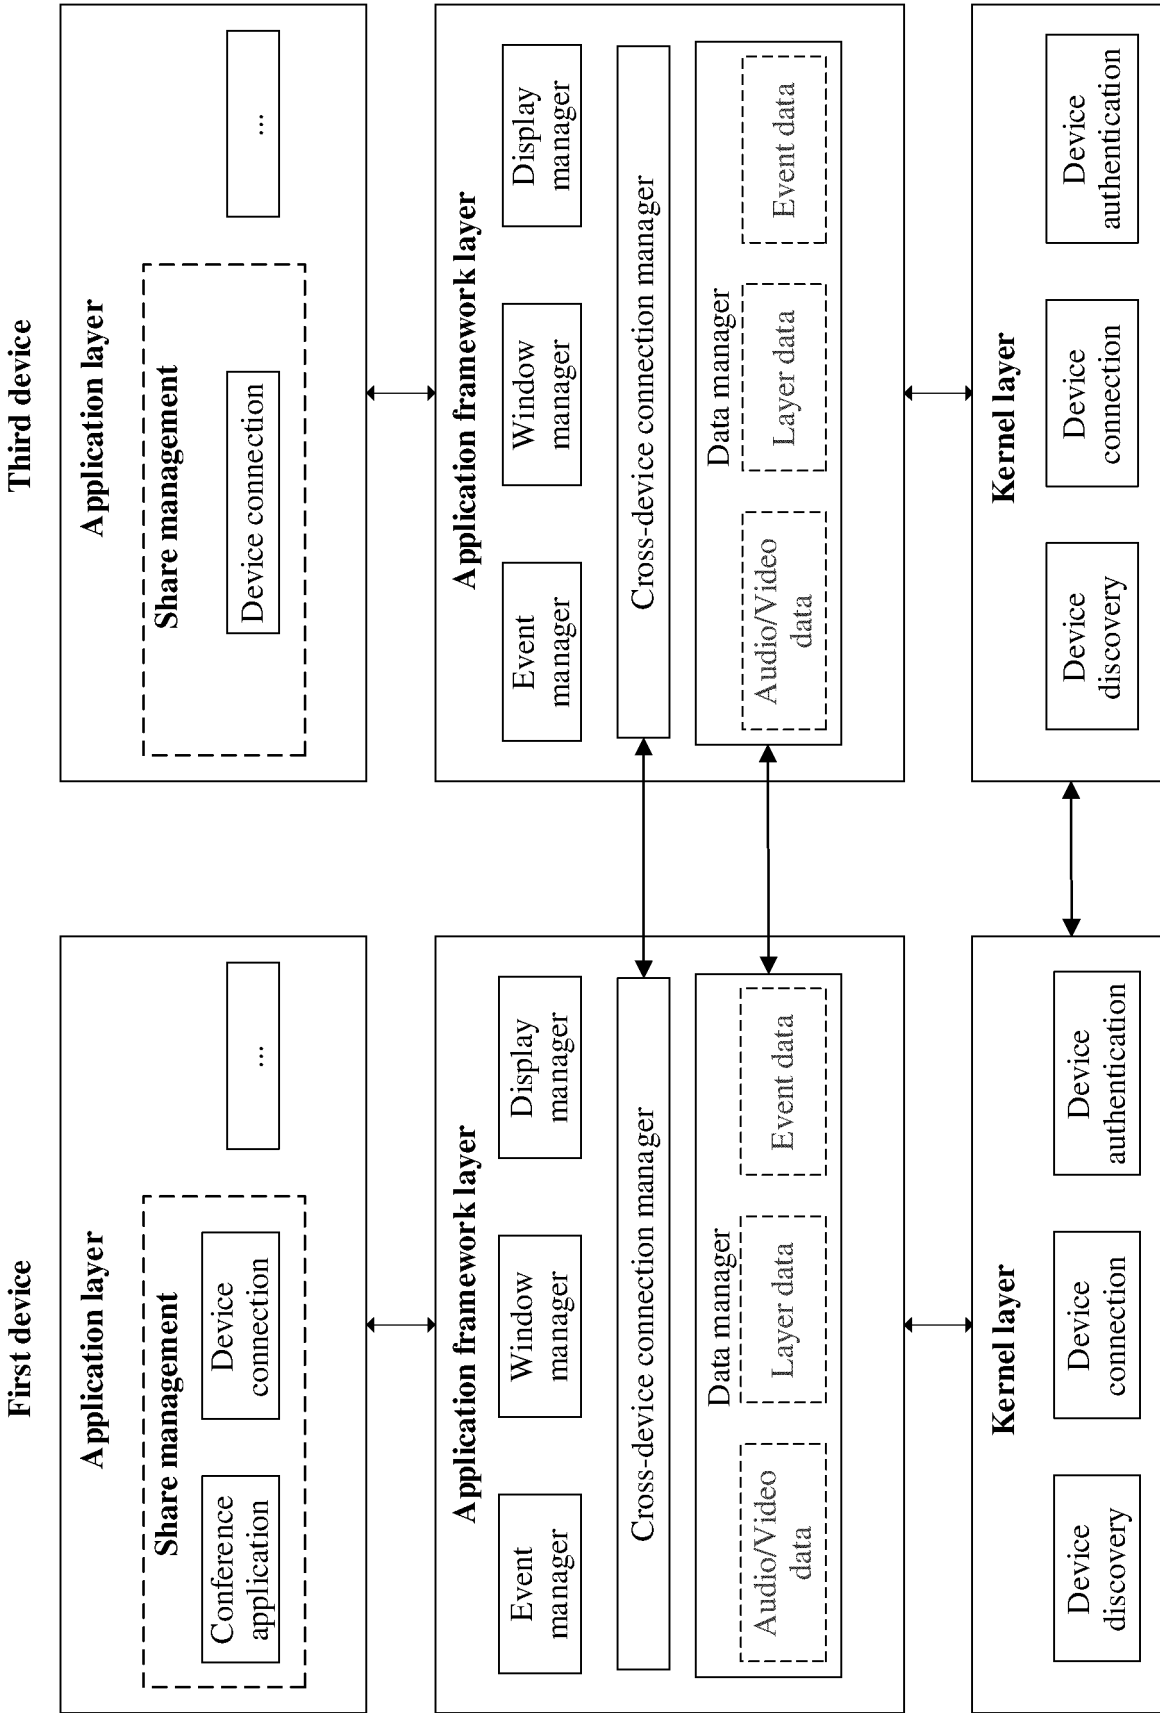 First device
Application layer
Share management
Conference
application
Device
connection
...
Application framework layer
Event
manager
Window
manager
Display
manager
Cross-device connection manager
Data manager
Audio/Video
data
Layer data
Event data
Kernel layer
Device
discovery
Device
connection
Device
authentication
Third device
Application layer
Share management
Device connection
...
Application framework layer
Event
manager
Window
manager
Display
manager
Cross-device connection manager
Data manager
Audio/Video
data
Layer data
Event data
Kernel layer
Device
discovery
Device
connection
Device
authentication